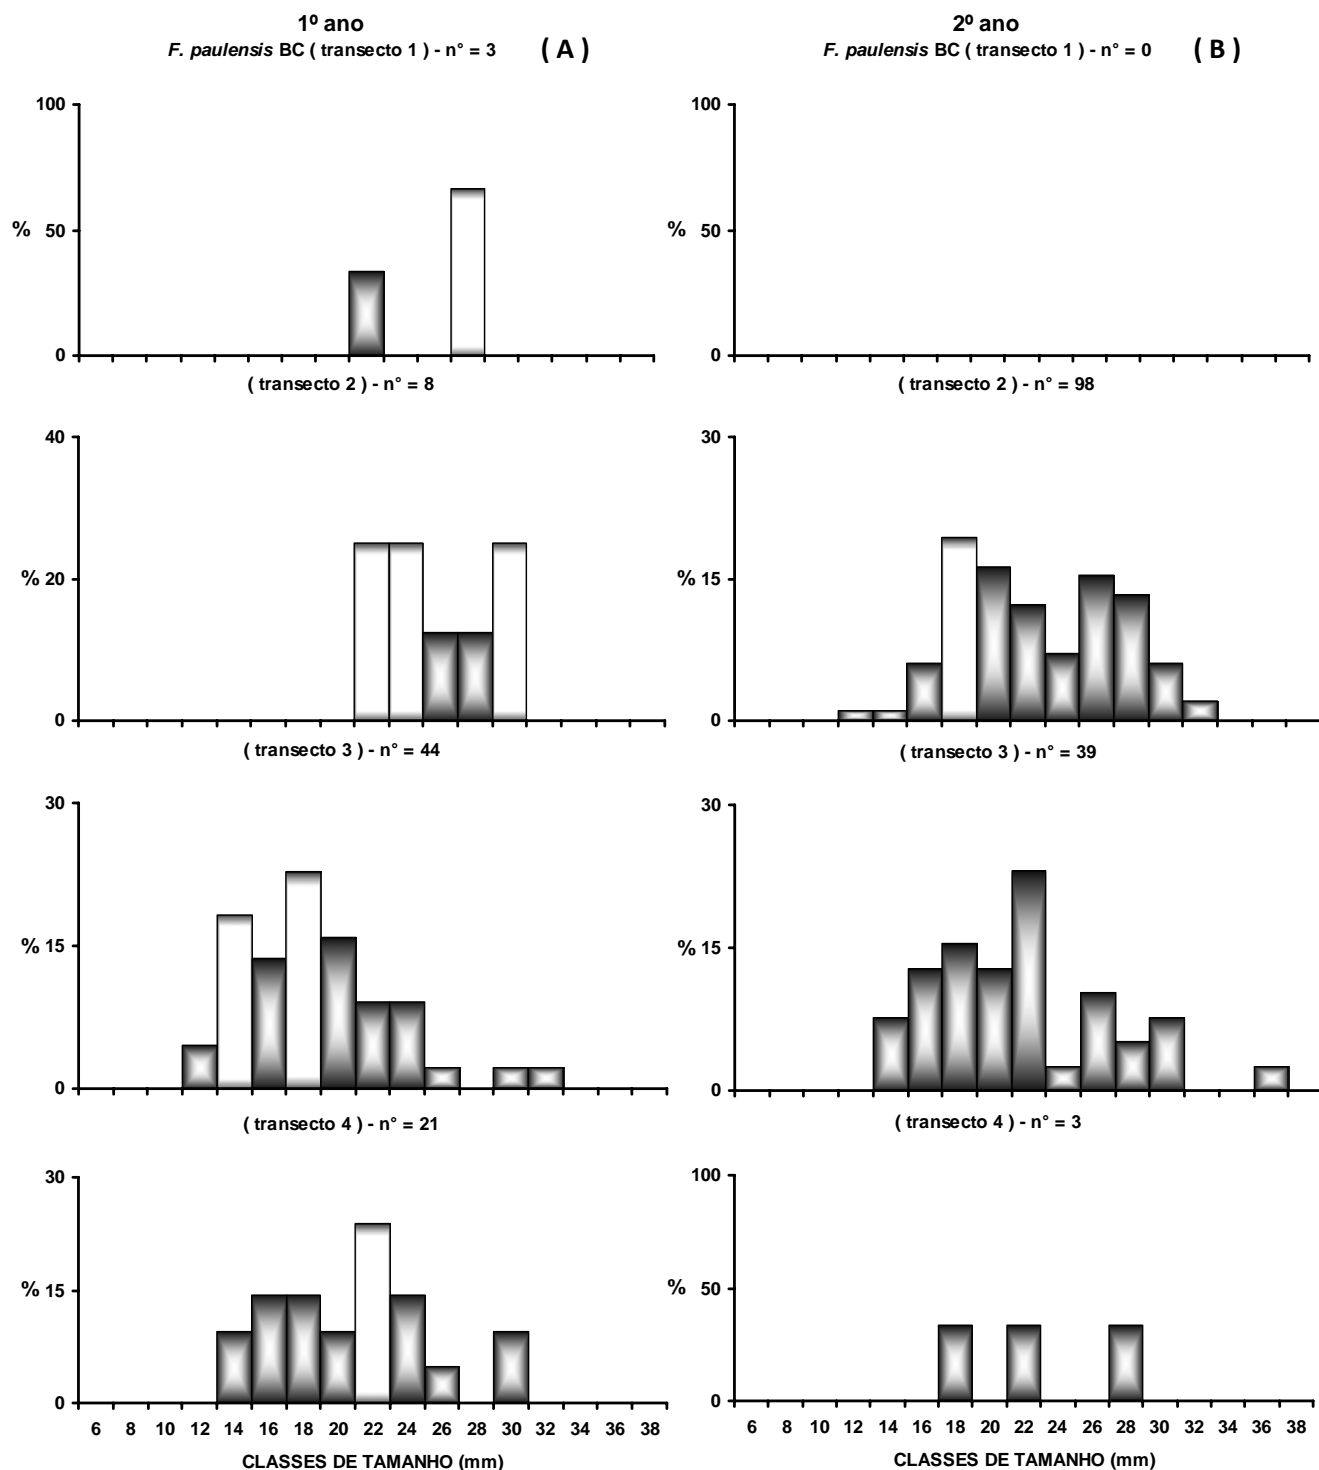 1º ano
F. paulensis BC ( transecto 1 ) - n° = 3 ( A )
100
% 50
0
( transecto 2 ) - n° = 8
40
% 20
0
( transecto 3 ) - n° = 44
30
% 15
0
( transecto 4 ) - n° = 21
30
% 15
0
6 8 10 12 14 16 18 20 22 24 26 28 30 32 34 36 38
CLASSES DE TAMANHO (mm)
2º ano
F. paulensis BC ( transecto 1 ) - n° = 0 ( B )
100
% 50
0
( transecto 2 ) - n° = 98
30
% 15
0
( transecto 3 ) - n° = 39
30
% 15
0
( transecto 4 ) - n° = 3
100
% 50
0
6 8 10 12 14 16 18 20 22 24 26 28 30 32 34 36 38
CLASSES DE TAMANHO (mm)